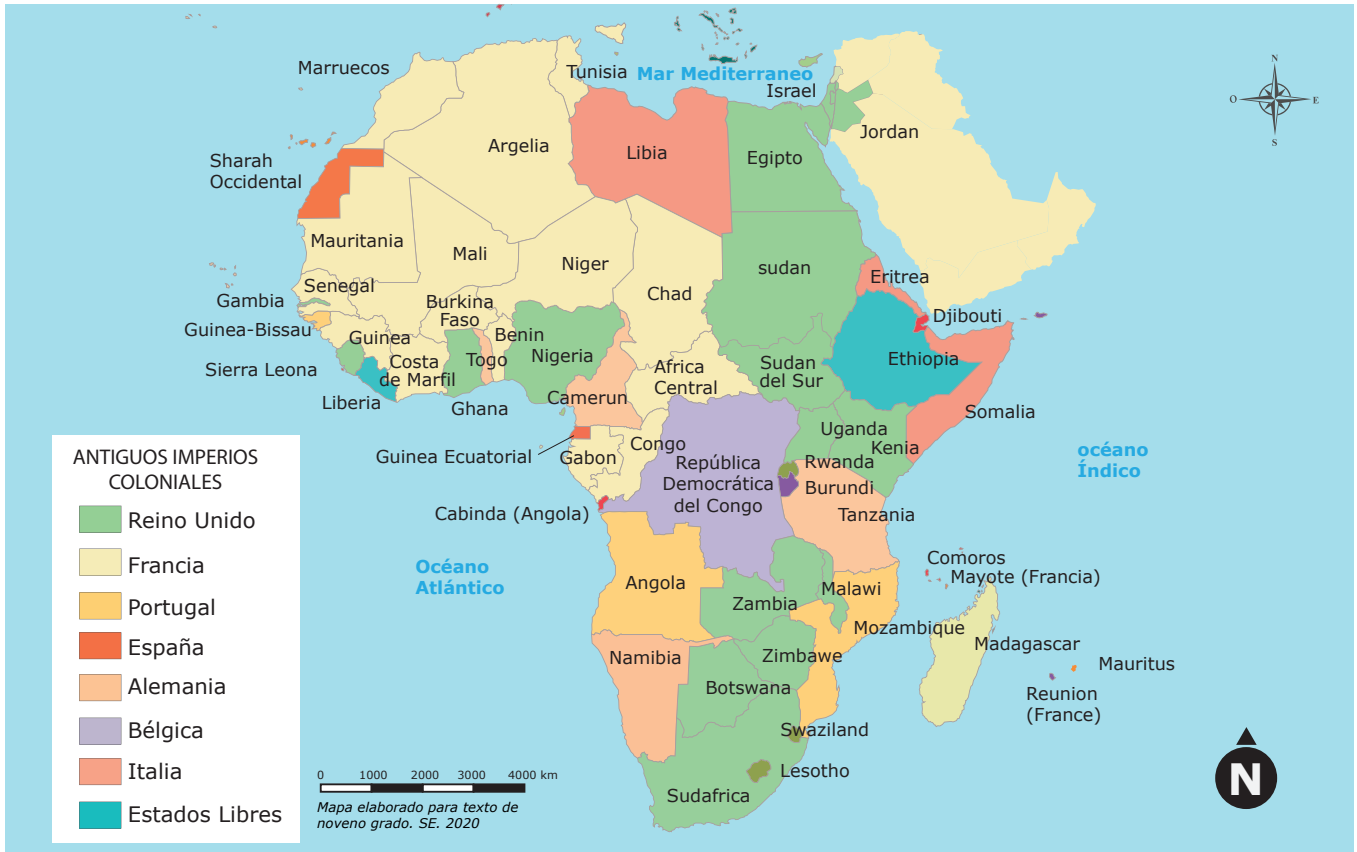 Marruecos
Tunisia
Mar Mediterraneo
Israel
Jordan
N
O
E
S
Argelia
Libia
Egipto
Sharah
Occidental
Mauritania
Mali
Niger
Chad
sudan
Eritrea
Djibouti
Senegal
Gambia
Guinea-Bissau
Guinea
Burkina
Faso
Benin
Nigeria
Togo
Costa
de Marfil
Sierra Leona
Liberia
Ghana
Camerun
Africa
Central
Sudan
del Sur
Ethiopia
Somalia
Uganda
Kenia
Guinea Ecuatorial
Gabon
Congo
República
Democrática
del Congo
Rwanda
Burundi
Tanzania
océano
Índico
Cabinda (Angola)
Océano
Atlántico
Angola
Zambia
Malawi
Comoros
Mayote (Francia)
Mozambique
Madagascar
Mauritus
Reunion
(France)
Namibia
Zimbawe
Botswana
Swaziland
Lesotho
Sudafrica
ANTIGUOS IMPERIOS
COLONIALES
Reino Unido
Francia
Portugal
España
Alemania
Bélgica
Italia
Estados Libres
0 1000 2000 3000 4000 km
Mapa elaborado para texto de
noveno grado. SE. 2020
N